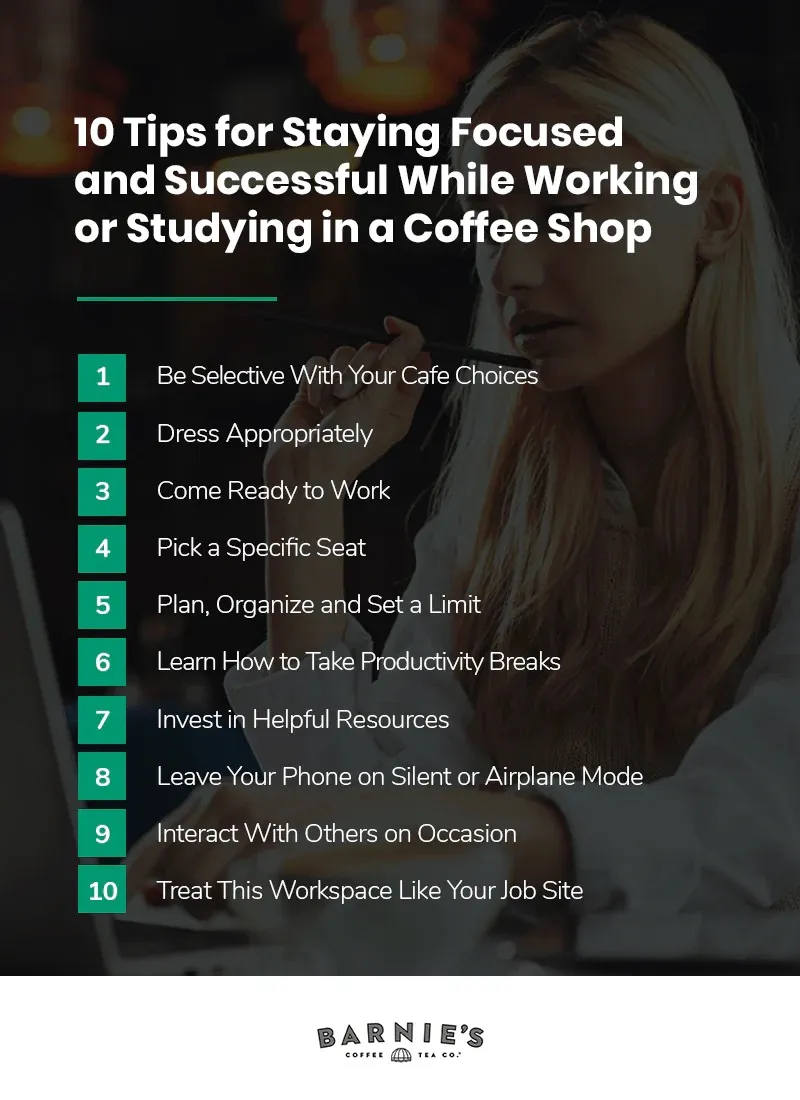 10 Tips for Staying Focused
and Successful While Working
or Studying in a Coffee Shop
1 Be Selective With Your Cafe Choices
2 Dress Appropriately
3 Come Ready to Work
4 Pick a Specific Seat
5 Plan, Organize and Set a Limit
6 Learn How to Take Productivity Breaks
7 Invest in Helpful Resources
8 Leave Your Phone on Silent or Airplane Mode
9 Interact With Others on Occasion
10 Treat This Workspace Like Your Job Site
BARNIE'S
COFFEE TEA CO.